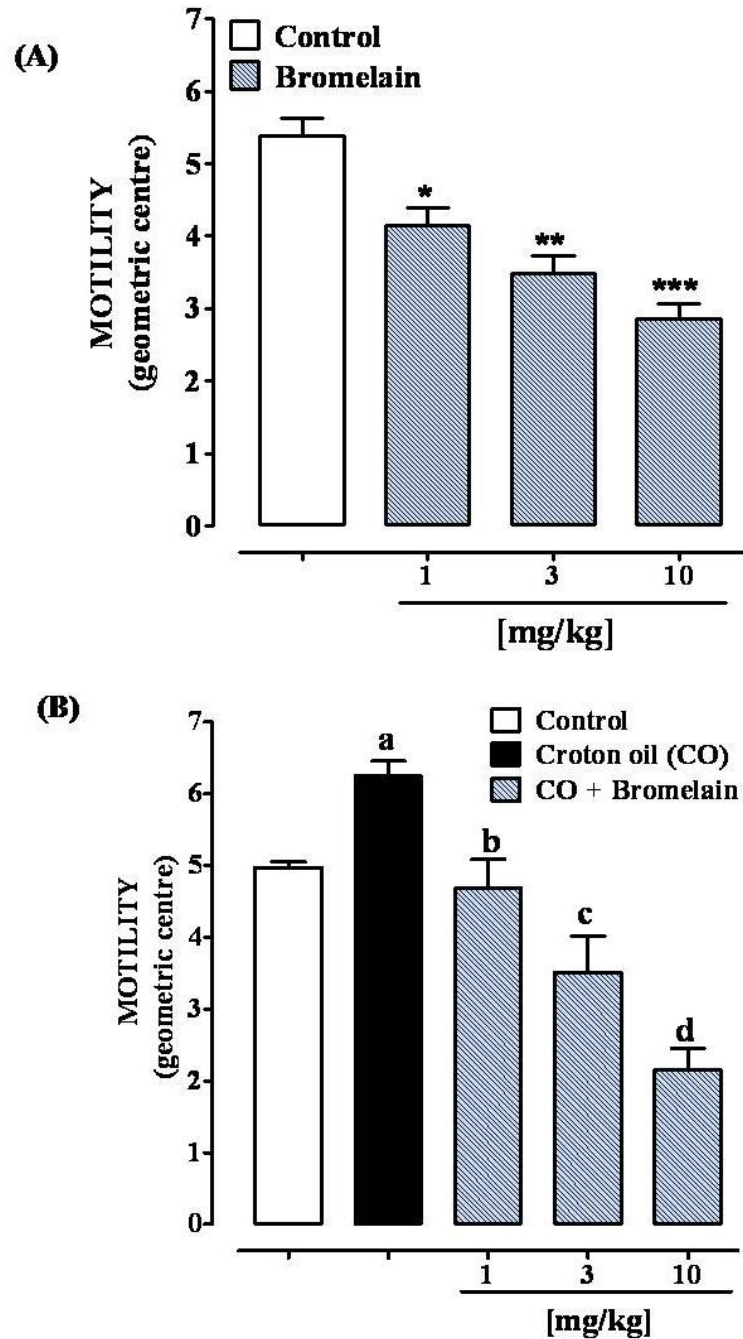 (A)
Control
Bromelain
MOTILITY
(geometric centre)
7
6
5
4
3
2
1
0
*
**
***
1 3 10
[mg/kg]
(B)
Control
Croton oil (CO)
CO + Bromelain
MOTILITY
(geometric centre)
7
6
5
4
3
2
1
0
a
b
c
d
1 3 10
[mg/kg]